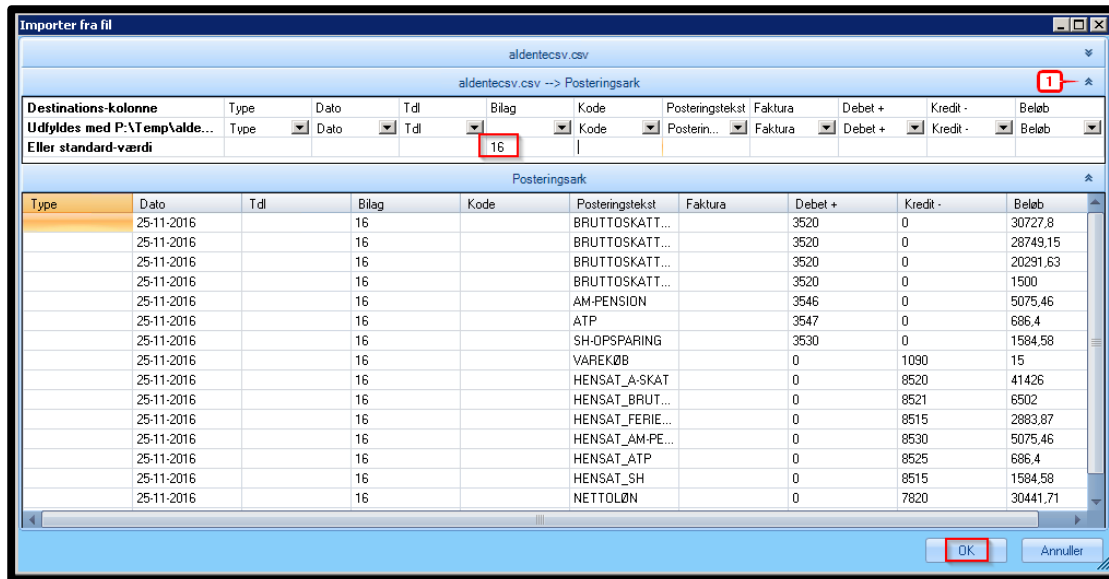 Importer fra fil
aldentecsv.csv
aldentecsv.csv --> Posteringsark 1
Destinations-kolonne Type Dato Tdl Bilag Kode Posteringstekst Faktura Debet + Kredit - Beløb
Udfyldes med P:\Temp\alde... Type Dato Tdl Kode Posterin... Faktura Debet + Kredit - Beløb
Eller standard-værdi 16
Posteringsark
Type Dato Tdl Bilag Kode Posteringstekst Faktura Debet + Kredit - Beløb
25-11-2016 16 BRUTTOSKATT... 3520 0 30727,8
25-11-2016 16 BRUTTOSKATT... 3520 0 28749,15
25-11-2016 16 BRUTTOSKATT... 3520 0 20291,63
25-11-2016 16 BRUTTOSKATT... 3520 0 1500
25-11-2016 16 AM-PENSION 3546 0 5075,46
25-11-2016 16 ATP 3547 0 686,4
25-11-2016 16 SH-OPSPARING 3530 0 1584,58
25-11-2016 16 VAREKØB 0 1090 15
25-11-2016 16 HENSAT_A-SKAT 0 8520 41426
25-11-2016 16 HENSAT_BRUT... 0 8521 6502
25-11-2016 16 HENSAT_FERIE... 0 8515 2883,87
25-11-2016 16 HENSAT_AM-PE... 0 8530 5075,46
25-11-2016 16 HENSAT_ATP 0 8525 686,4
25-11-2016 16 HENSAT_SH 0 8515 1584,58
25-11-2016 16 NETTOLØN 0 7820 30441,71
OK Annuller